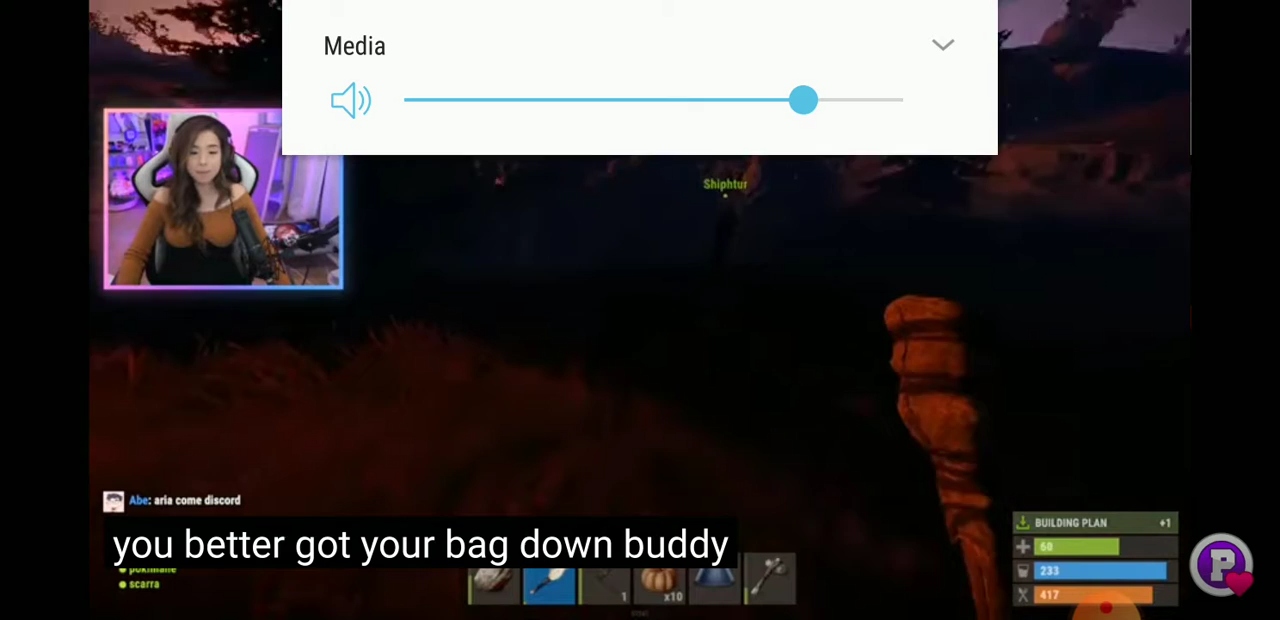 Media
Shiphtur
Abe: aria come discord
you better got your bag down buddy
pokimane
scarra
1
x10
BUILDING PLAN +1
60
233
417
P